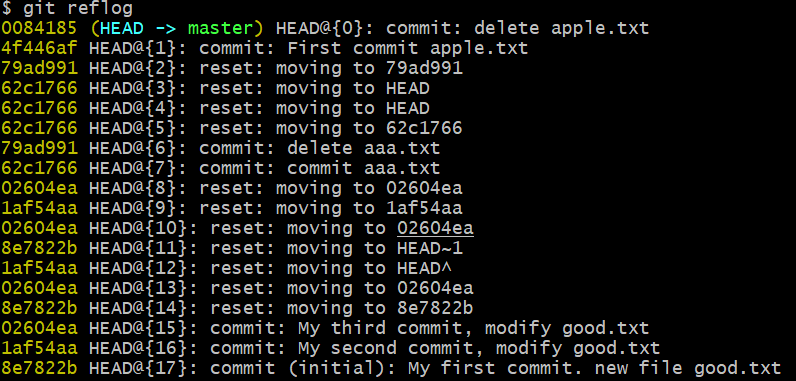 $ git reflog
0084185 (HEAD -> master) HEAD@{0}: commit: delete apple.txt
4f446af HEAD@{1}: commit: First commit apple.txt
79ad991 HEAD@{2}: reset: moving to 79ad991
62c1766 HEAD@{3}: reset: moving to HEAD
62c1766 HEAD@{4}: reset: moving to HEAD
62c1766 HEAD@{5}: reset: moving to 62c1766
79ad991 HEAD@{6}: commit: delete aaa.txt
62c1766 HEAD@{7}: commit: commit aaa.txt
02604ea HEAD@{8}: reset: moving to 02604ea
1af54aa HEAD@{9}: reset: moving to 1af54aa
02604ea HEAD@{10}: reset: moving to 02604ea
8e7822b HEAD@{11}: reset: moving to HEAD~1
1af54aa HEAD@{12}: reset: moving to HEAD^
02604ea HEAD@{13}: reset: moving to 02604ea
8e7822b HEAD@{14}: reset: moving to 8e7822b
02604ea HEAD@{15}: commit: My third commit, modify good.txt
1af54aa HEAD@{16}: commit: My second commit, modify good.txt
8e7822b HEAD@{17}: commit (initial): My first commit. new file good.txt